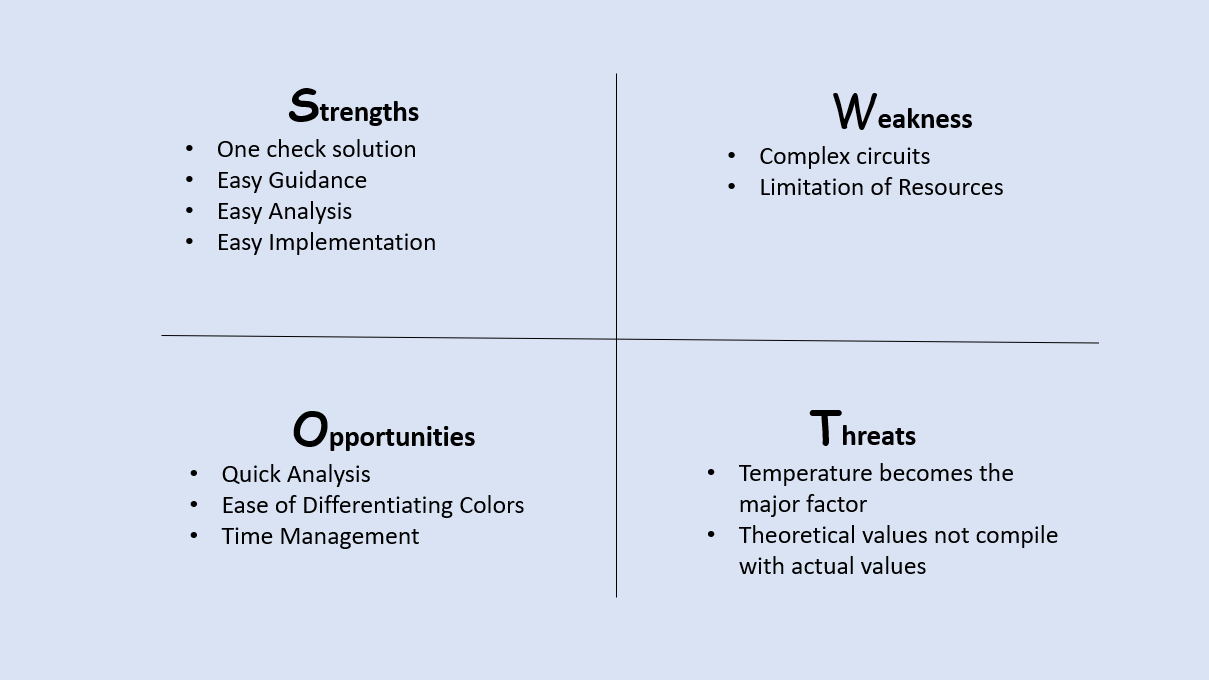 Strengths
• One check solution
• Easy Guidance
• Easy Analysis
• Easy Implementation
Weakness
• Complex circuits
• Limitation of Resources
Opportunities
• Quick Analysis
• Ease of Differentiating Colors
• Time Management
Threats
• Temperature becomes the
major factor
• Theoretical values not compile
with actual values